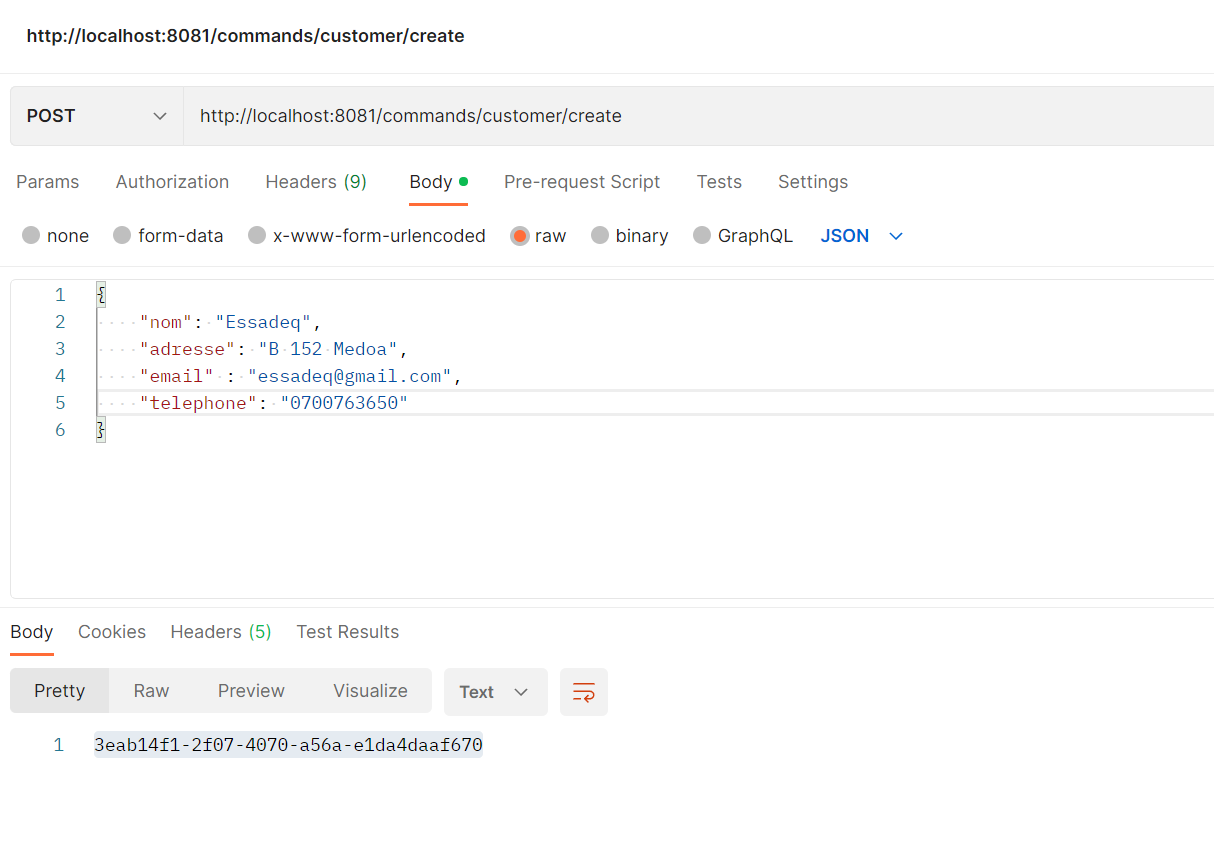 http://localhost:8081/commands/customer/create
POST http://localhost:8081/commands/customer/create
Params Authorization Headers (9) Body Pre-request Script Tests Settings
none form-data x-www-form-urlencoded raw binary GraphQL JSON
1 {
2 "nom": "Essadeq",
3 "adresse": "B 152 Medoa",
4 "email" : "essadeq@gmail.com",
5 "telephone": "0700763650"
6 }
Body Cookies Headers (5) Test Results
Pretty Raw Preview Visualize Text
1 3eab14f1-2f07-4070-a56a-e1da4daaf670